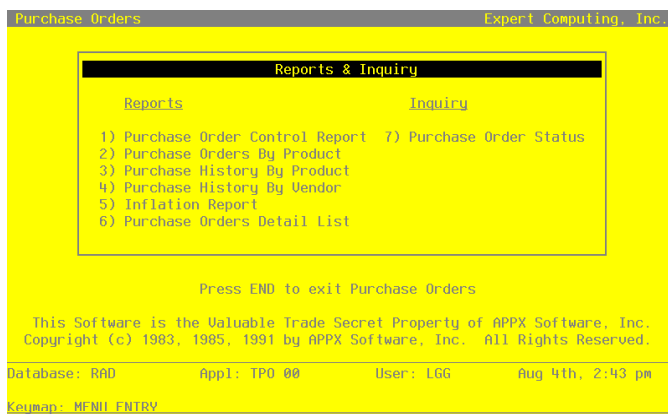 Purchase Orders Expert Computing, Inc.
Reports & Inquiry
Reports Inquiry
1) Purchase Order Control Report 7) Purchase Order Status
2) Purchase Orders By Product
3) Purchase History By Product
4) Purchase History By Vendor
5) Inflation Report
6) Purchase Orders Detail List
Press END to exit Purchase Orders
This Software is the Valuable Trade Secret Property of APPX Software, Inc.
Copyright (c) 1983, 1985, 1991 by APPX Software, Inc. All Rights Reserved.
Database: RAD Appl: TPO 00 User: LGG Aug 4th, 2:43 pm
Keymap: MENU ENTRY